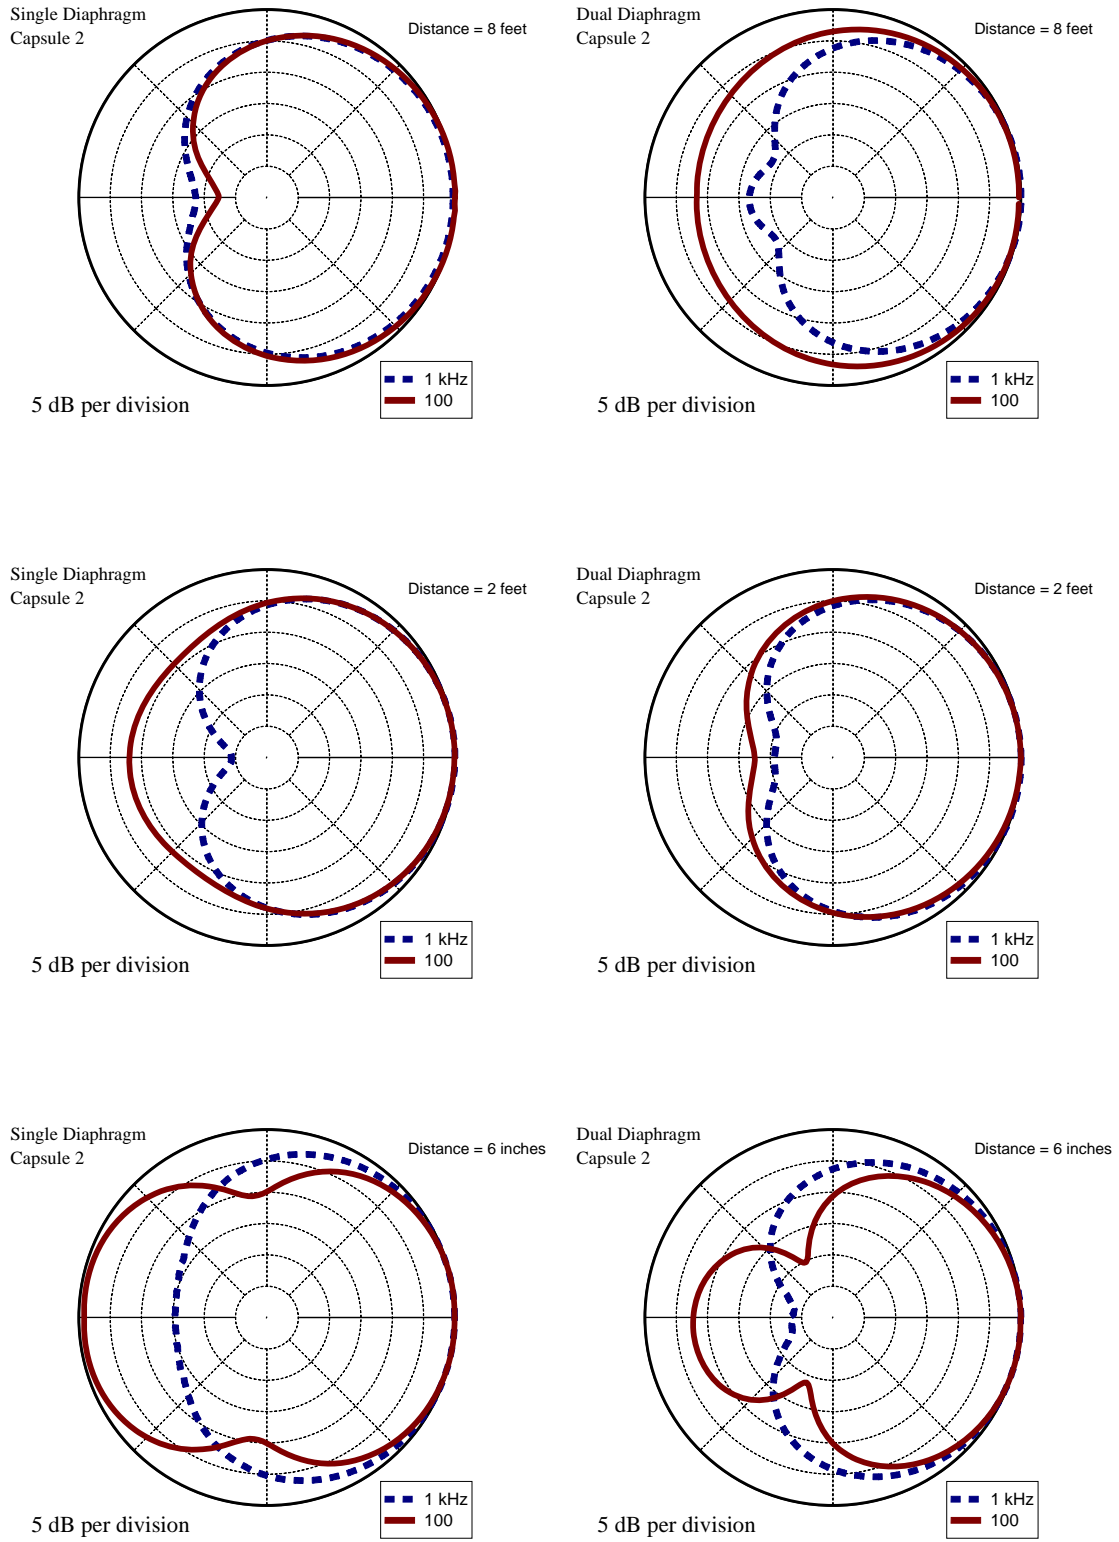 Single Diaphragm
Capsule 2
Distance = 8 feet
1 kHz
100
5 dB per division
Dual Diaphragm
Capsule 2
Distance = 8 feet
1 kHz
100
5 dB per division
Single Diaphragm
Capsule 2
Distance = 2 feet
1 kHz
100
5 dB per division
Dual Diaphragm
Capsule 2
Distance = 2 feet
1 kHz
100
5 dB per division
Single Diaphragm
Capsule 2
Distance = 6 inches
1 kHz
100
5 dB per division
Dual Diaphragm
Capsule 2
Distance = 6 inches
1 kHz
100
5 dB per division